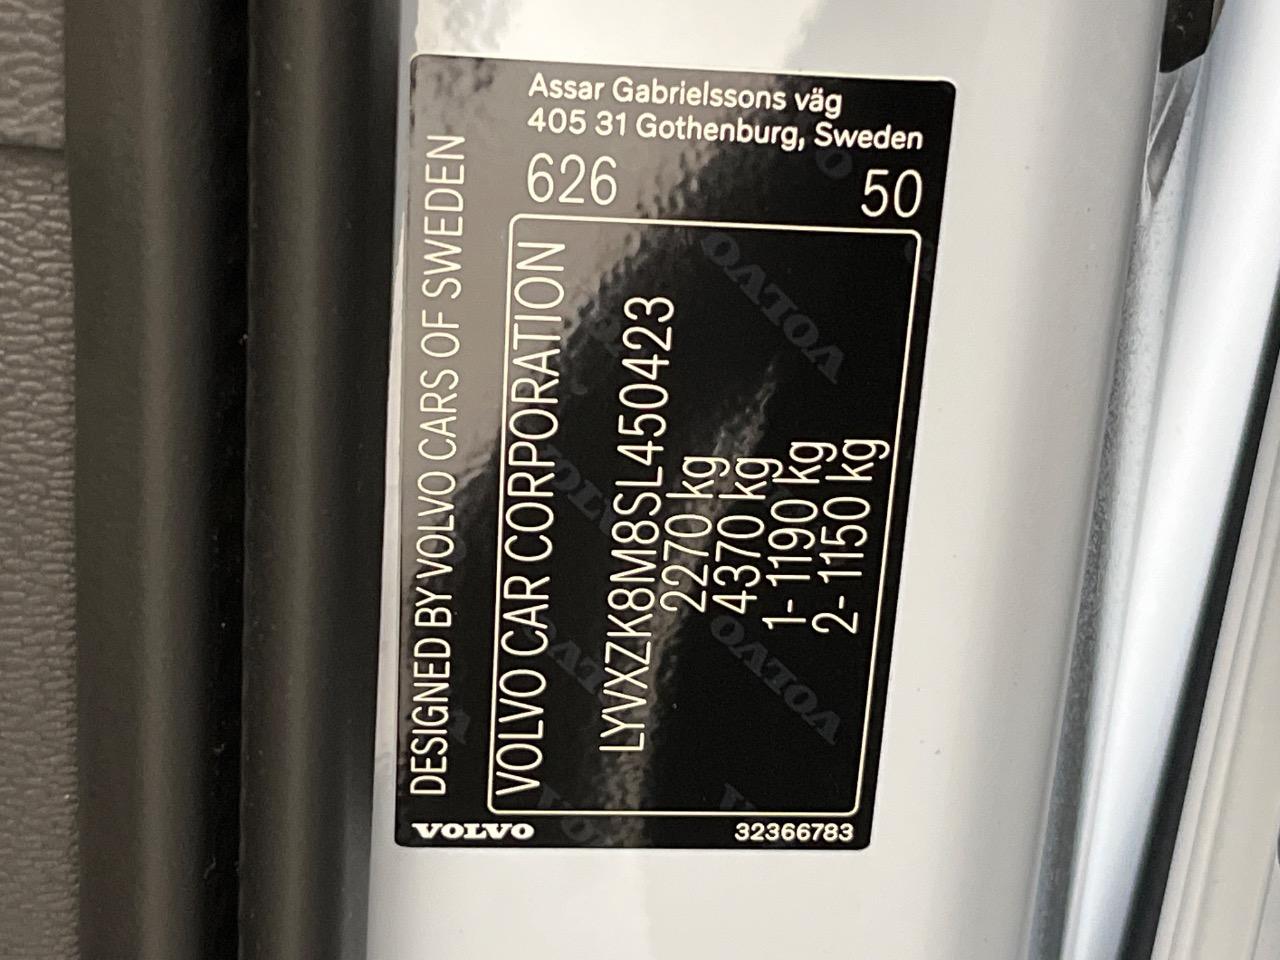 Assar Gabrielssons väg
405 31 Gothenburg, Sweden
626
50
DESIGNED BY VOLVO CARS OF SWEDEN
VOLVO CAR CORPORATION
LYVXZK8M8SL450423
2270 kg
4370 kg
1- 1190 kg
2- 1150 kg
VOLVO
32366783